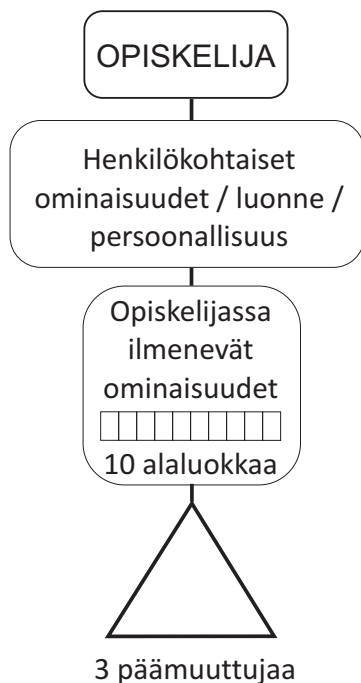 OPISKELIJA
Henkilökohtaiset
ominaisuudet / luonne /
persoonallisuus
Opiskelijassa
ilmenevät
ominaisuudet
10 alaluokkaa
3 päämuuttujaa